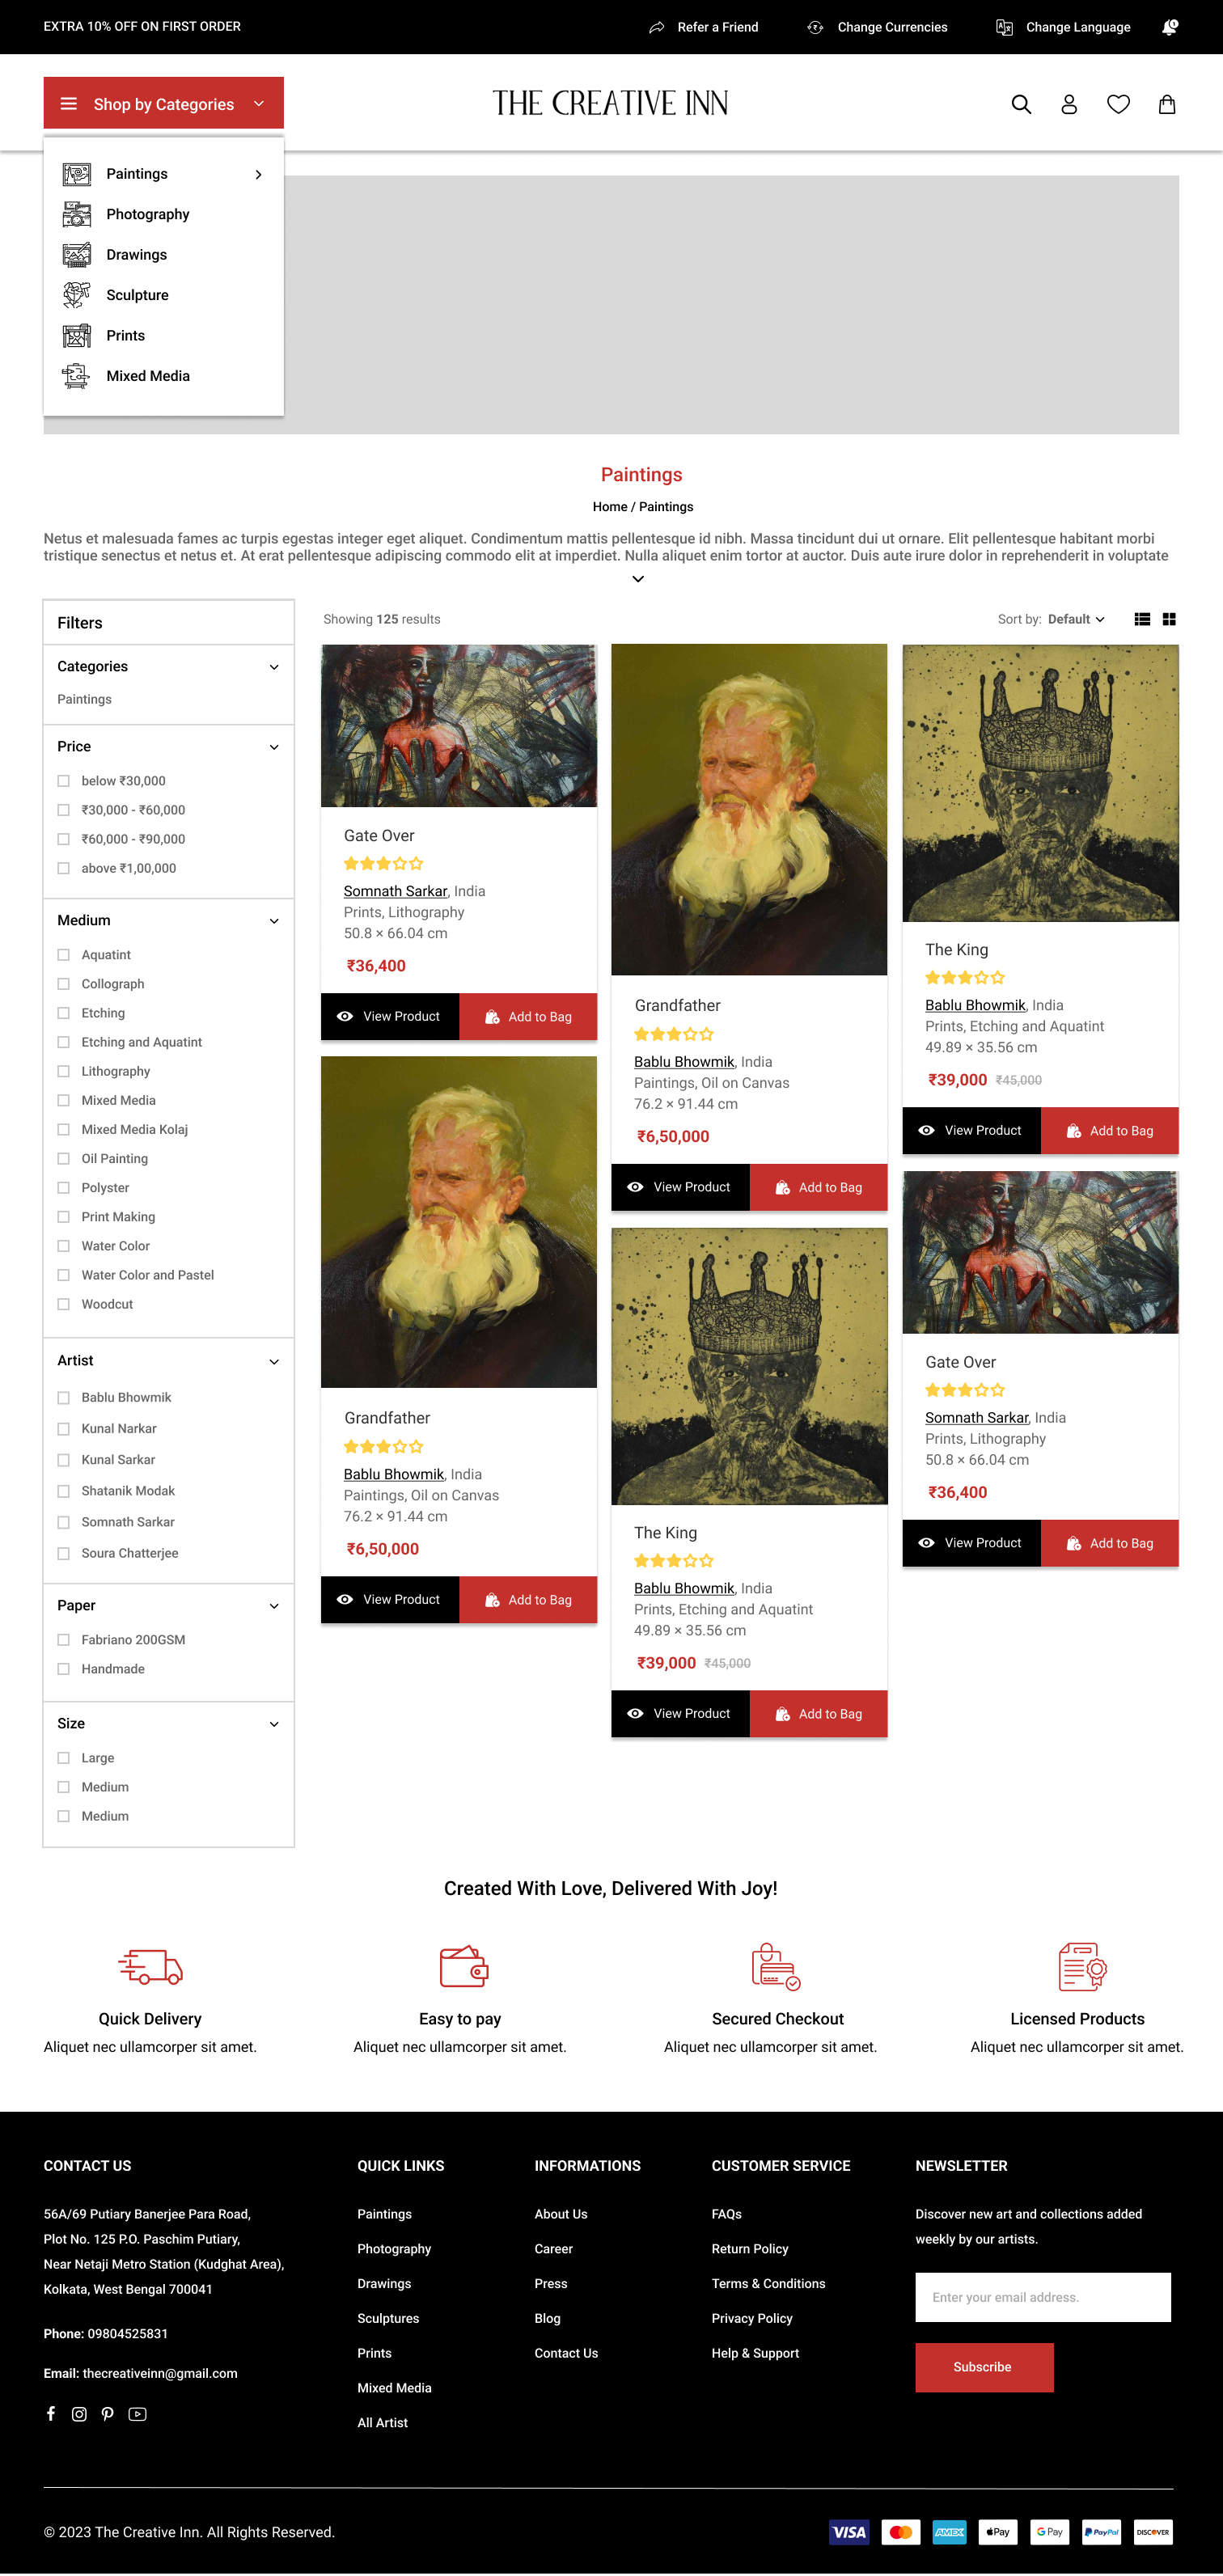 EXTRA 10% OFF ON FIRST ORDER
Refer a Friend
Change Currencies
Change Language
Shop by Categories
THE CREATIVE INN
Paintings
Photography
Drawings
Sculpture
Prints
Mixed Media
Paintings
Home / Paintings
Netus et malesuada fames ac turpis egestas integer eget aliquet. Condimentum mattis pellentesque id nibh. Massa tincidunt dui ut ornare. Elit pellentesque habitant morbi
tristique senectus et netus et. At erat pellentesque adipiscing commodo elit at imperdiet. Nulla aliquet enim tortor at auctor. Duis aute irure dolor in reprehenderit in voluptate
Filters
Categories
Paintings
Price
below ₹30,000
₹30,000 - ₹60,000
₹60,000 - ₹90,000
above ₹1,00,000
Medium
Aquatint
Collograph
Etching
Etching and Aquatint
Lithography
Mixed Media
Mixed Media Kolaj
Oil Painting
Polyster
Print Making
Water Color
Water Color and Pastel
Woodcut
Artist
Bablu Bhowmik
Kunal Narkar
Kunal Sarkar
Shatanik Modak
Somnath Sarkar
Soura Chatterjee
Paper
Fabriano 200GSM
Handmade
Size
Large
Medium
Medium
Showing 125 results
Sort by: Default
Gate Over
Somnath Sarkar, India
Prints, Lithography
50.8 × 66.04 cm
₹36,400
View Product
Add to Bag
Grandfather
Bablu Bhowmik, India
Paintings, Oil on Canvas
76.2 × 91.44 cm
₹6,50,000
View Product
Add to Bag
Grandfather
Bablu Bhowmik, India
Paintings, Oil on Canvas
76.2 × 91.44 cm
₹6,50,000
View Product
Add to Bag
The King
Bablu Bhowmik, India
Prints, Etching and Aquatint
49.89 × 35.56 cm
₹39,000 ₹45,000
View Product
Add to Bag
The King
Bablu Bhowmik, India
Prints, Etching and Aquatint
49.89 × 35.56 cm
₹39,000 ₹45,000
View Product
Add to Bag
Gate Over
Somnath Sarkar, India
Prints, Lithography
50.8 × 66.04 cm
₹36,400
View Product
Add to Bag
Created With Love, Delivered With Joy!
Quick Delivery
Aliquet nec ullamcorper sit amet.
Easy to pay
Aliquet nec ullamcorper sit amet.
Secured Checkout
Aliquet nec ullamcorper sit amet.
Licensed Products
Aliquet nec ullamcorper sit amet.
CONTACT US
56A/69 Putiary Banerjee Para Road,
Plot No. 125 P.O. Paschim Putiary,
Near Netaji Metro Station (Kudghat Area),
Kolkata, West Bengal 700041
Phone: 09804525831
Email: thecreativeinn@gmail.com
QUICK LINKS
Paintings
Photography
Drawings
Sculptures
Prints
Mixed Media
All Artist
INFORMATIONS
About Us
Career
Press
Blog
Contact Us
CUSTOMER SERVICE
FAQs
Return Policy
Terms & Conditions
Privacy Policy
Help & Support
NEWSLETTER
Discover new art and collections added
weekly by our artists.
Enter your email address.
Subscribe
© 2023 The Creative Inn. All Rights Reserved.
VISA
AMEX
Pay
G Pay
PayPal
DISCOVER